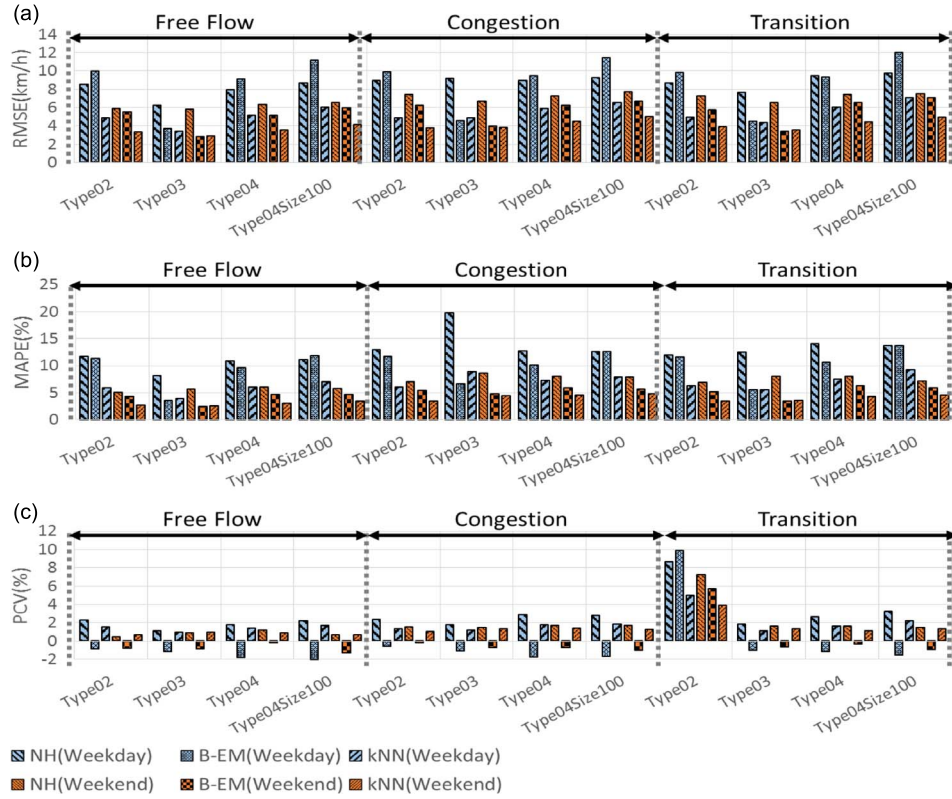 (a)
Free Flow
Congestion
Transition
RMSE(km/h)
14
12
10
8
6
4
2
0
Type02
Type03
Type04
Type04Size100
Type02
Type03
Type04
Type04Size100
Type02
Type03
Type04
Type04Size100
(b)
Free Flow
Congestion
Transition
MAPE(%)
25
20
15
10
5
0
Type02
Type03
Type04
Type04Size100
Type02
Type03
Type04
Type04Size100
Type02
Type03
Type04
Type04Size100
(c)
Free Flow
Congestion
Transition
PCV(%)
12
10
8
6
4
2
0
-2
Type02
Type03
Type04
Type04Size100
Type02
Type03
Type04
Type04Size100
Type02
Type03
Type04
Type04Size100
NH(Weekday)
B-EM(Weekday)
kNN(Weekday)
NH(Weekend)
B-EM(Weekend)
kNN(Weekend)